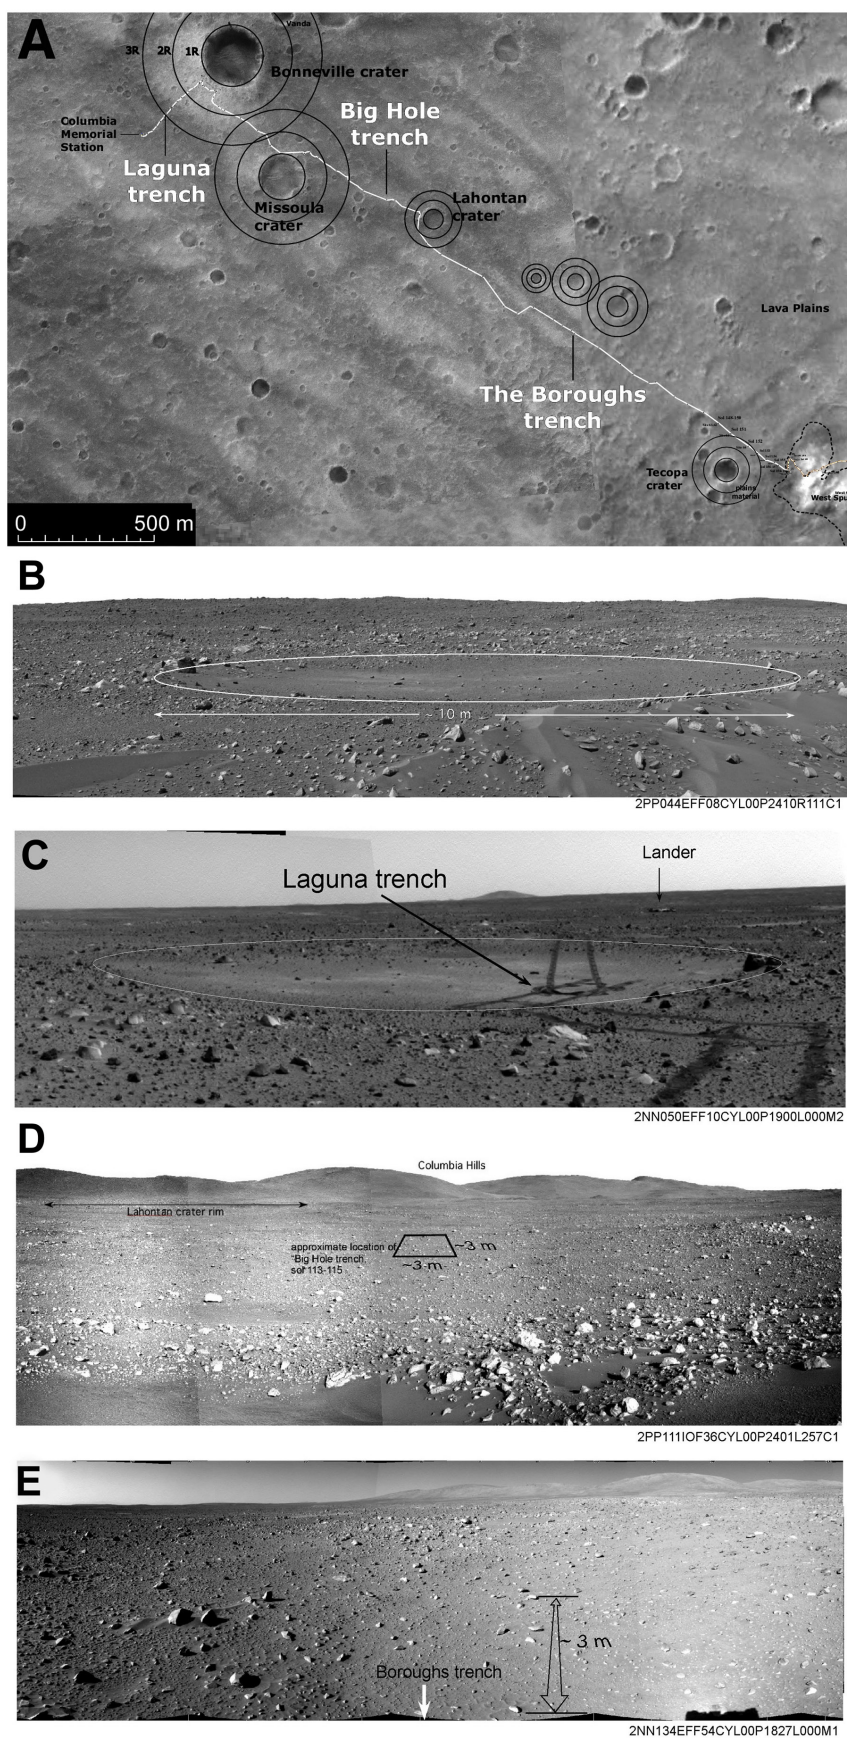 A
Vanda
3R 2R 1R
Bonneville crater
Big Hole
trench
Columbia
Memorial
Station
Laguna
trench
Missoula
crater
Lahontan
crater
Lava Plains
The Boroughs
trench
Tecopa
crater
plains
material
West Spu
0 500 m
B
~ 10 m
2PP044EFF08CYL00P2410R111C1
C
Lander
Laguna trench
2NN050EFF10CYL00P1900L000M2
D
Columbia Hills
Lahontan crater rim
approximate location of
Big Hole trench
sol 113-115
~3 m
~3 m
2PP111IOF36CYL00P2401L257C1
E
~ 3 m
Boroughs trench
2NN134EFF54CYL00P1827L000M1